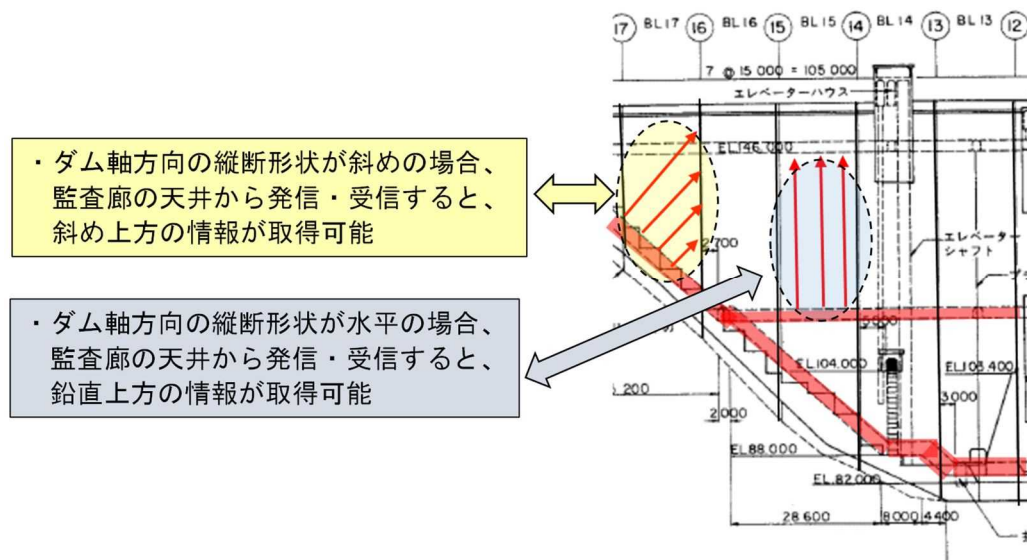 17 BL17 16 BL16 15 BL15 14 BL14 13 BL13 12
7 @ 15 000 = 105 000
エレベーターハウス
・ダム軸方向の縦断形状が斜めの場合、
監査廊の天井から発信・受信すると、
斜め上方の情報が取得可能
EL146.000
2,700
エレベーター
シャフト
・ダム軸方向の縦断形状が水平の場合、
監査廊の天井から発信・受信すると、
鉛直上方の情報が取得可能
EL104.000
EL103.400
200
2,000
3,000
EL88.000
EL.82.000
28 600
8 000
4 400